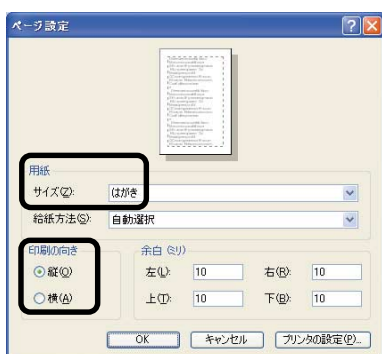 ページ設定
用紙
サイズ(Z): はがき
給紙方法(S): 自動選択
印刷の向き 余白 (ミリ)
縦(O) 左(L): 10 右(R): 10
横(A) 上(T): 10 下(B): 10
OK キャンセル プリンタの設定(P)...